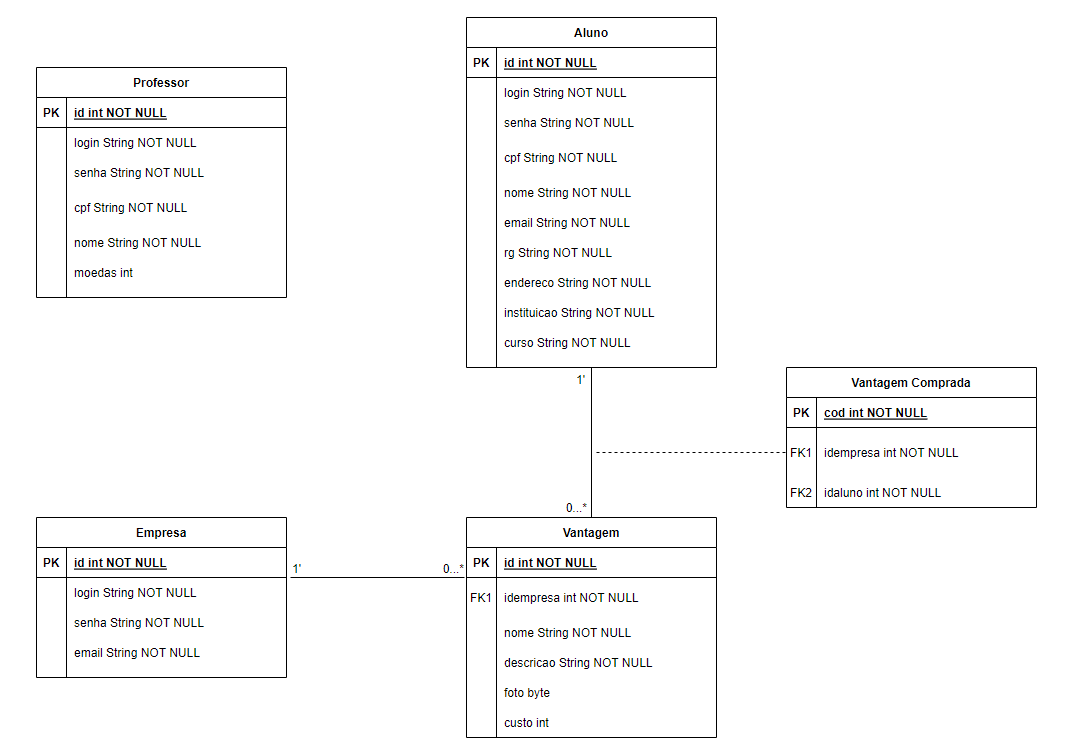 Aluno
PK id int NOT NULL
login String NOT NULL
senha String NOT NULL
cpf String NOT NULL
nome String NOT NULL
email String NOT NULL
rg String NOT NULL
endereco String NOT NULL
instituicao String NOT NULL
curso String NOT NULL
Professor
PK id int NOT NULL
login String NOT NULL
senha String NOT NULL
cpf String NOT NULL
nome String NOT NULL
moedas int
1'
0...*
Vantagem Comprada
PK cod int NOT NULL
FK1 idempresa int NOT NULL
FK2 idaluno int NOT NULL
Empresa
PK id int NOT NULL
login String NOT NULL
senha String NOT NULL
email String NOT NULL
1'
0...*
Vantagem
PK id int NOT NULL
FK1 idempresa int NOT NULL
nome String NOT NULL
descricao String NOT NULL
foto byte
custo int